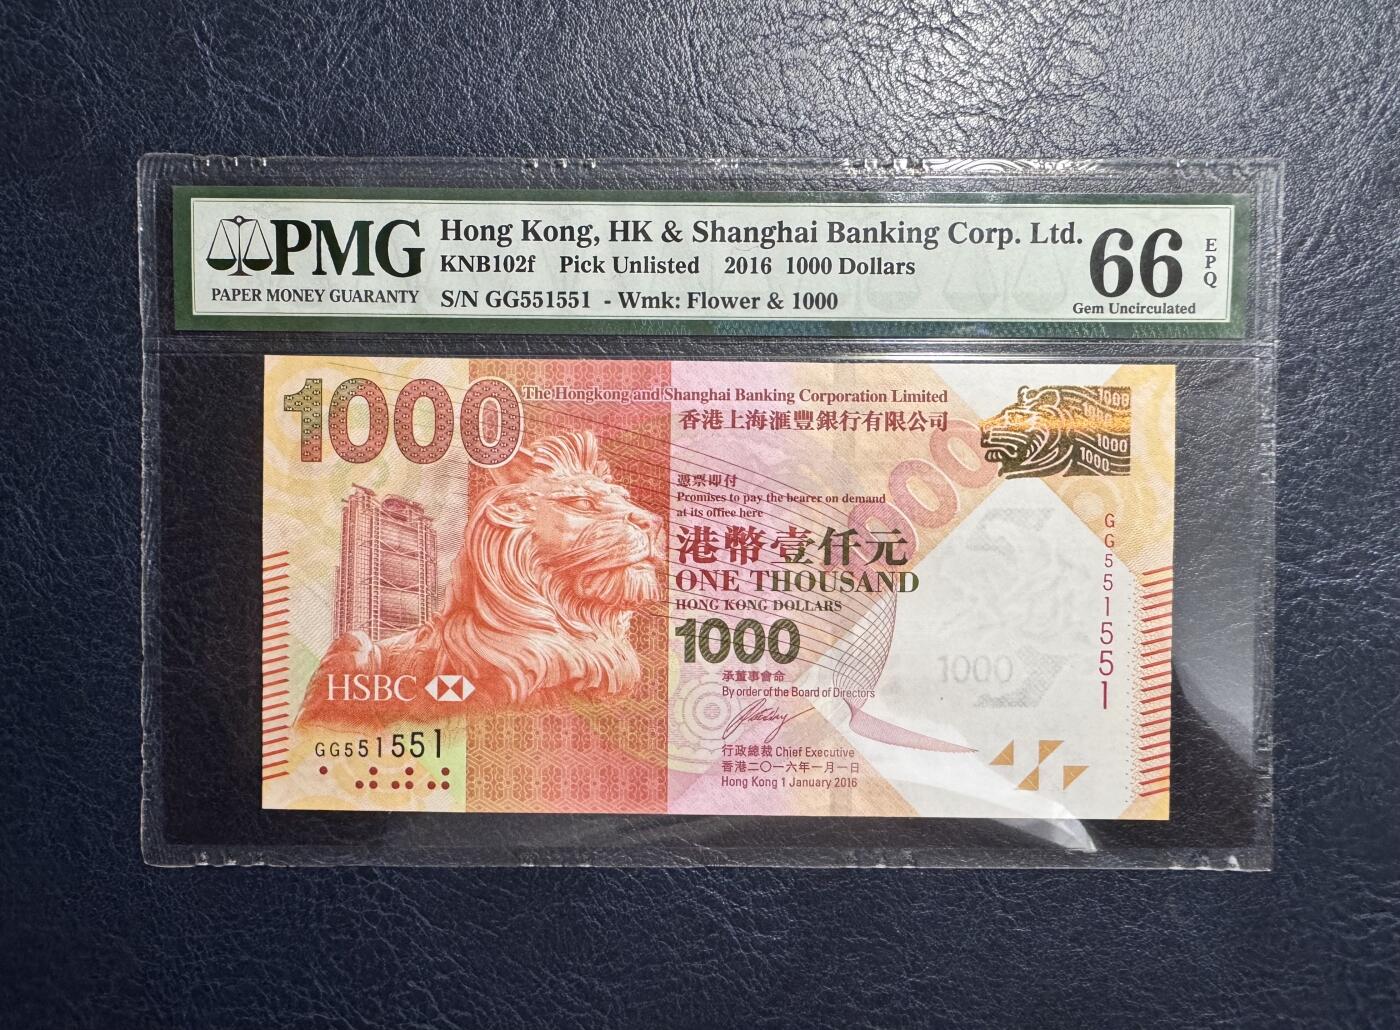 PMG
PAPER MONEY GUARANTY
Hong Kong, HK & Shanghai Banking Corp. Ltd.
KNB102f Pick Unlisted 2016 1000 Dollars
S/N GG551551 - Wmk: Flower & 1000
66
EPQ
Gem Uncirculated
1000
The Hongkong and Shanghai Banking Corporation Limited
香港上海滙豐銀行有限公司
1000
1000
1000
1000
1000
憑票即付
Promises to pay the bearer on demand
at its office here
港幣壹仟元
ONE THOUSAND
HONG KONG DOLLARS
1000
1000
GG551551
承董事會命
By order of the Board of Directors
HSBC
GG551551
行政總裁 Chief Executive
香港二〇一六年一月一日
Hong Kong 1 January 2016